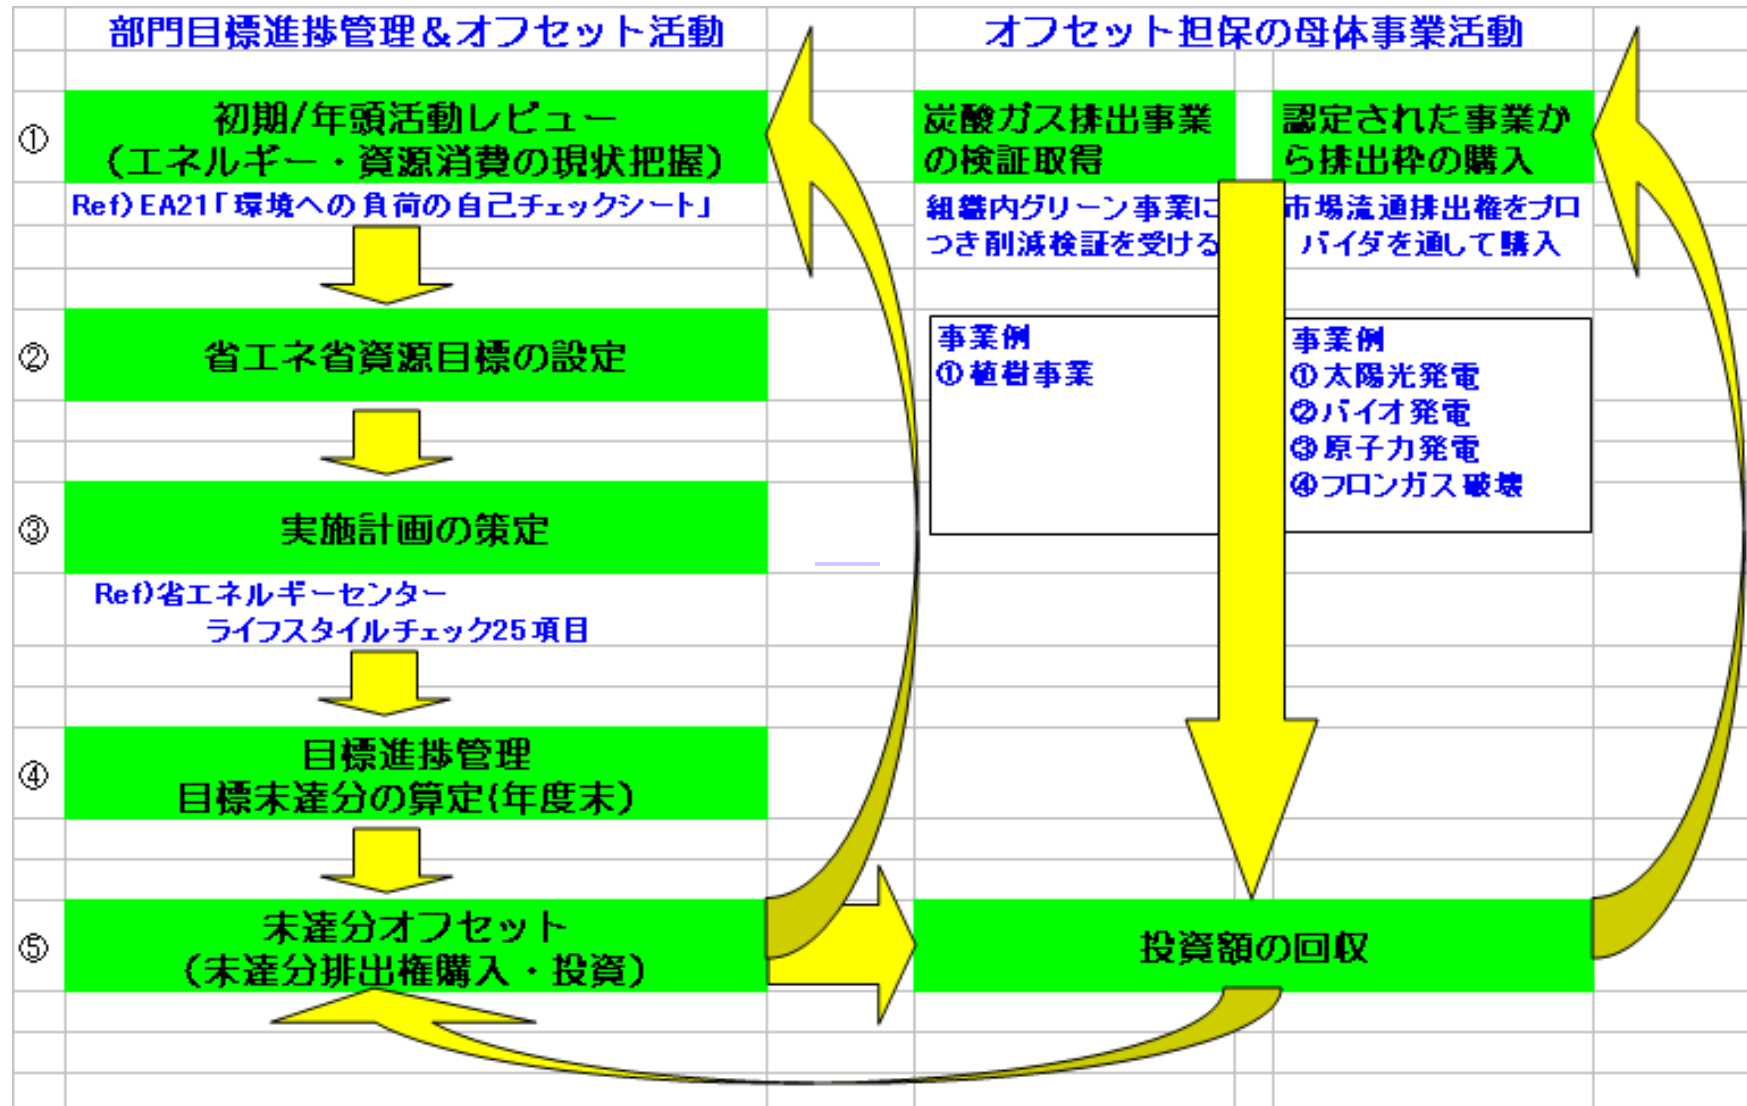 部門目標進捗管理＆オフセット活動
①
初期/年頭活動レビュー
（エネルギー・資源消費の現状把握）
Ref）EA21「環境への負荷の自己チェックシート」
②
省エネ省資源目標の設定
③
実施計画の策定
Ref)省エネルギーセンター
ライフスタイルチェック25項目
④
目標進捗管理
目標未達分の算定(年度末）
⑤
未達分オフセット
（未達分排出権購入・投資）
オフセット担保の母体事業活動
炭酸ガス排出事業
の検証取得
組織内グリーン事業に
つき削減検証を受ける
事業例
①植樹事業
認定された事業か
ら排出枠の購入
市場流通排出権をプロ
バイダを通して購入
事業例
①太陽光発電
②バイオ発電
③原子力発電
④フロンガス破壊
投資額の回収